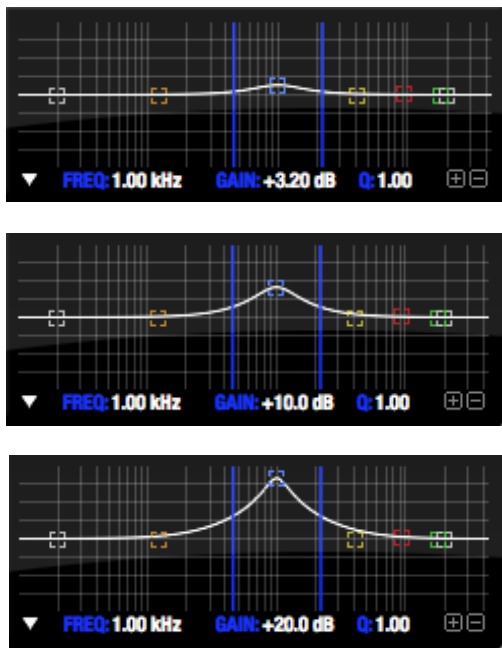 FREQ: 1.00 kHz GAIN: +3.20 dB Q: 1.00
FREQ: 1.00 kHz GAIN: +10.0 dB Q: 1.00
FREQ: 1.00 kHz GAIN: +20.0 dB Q: 1.00